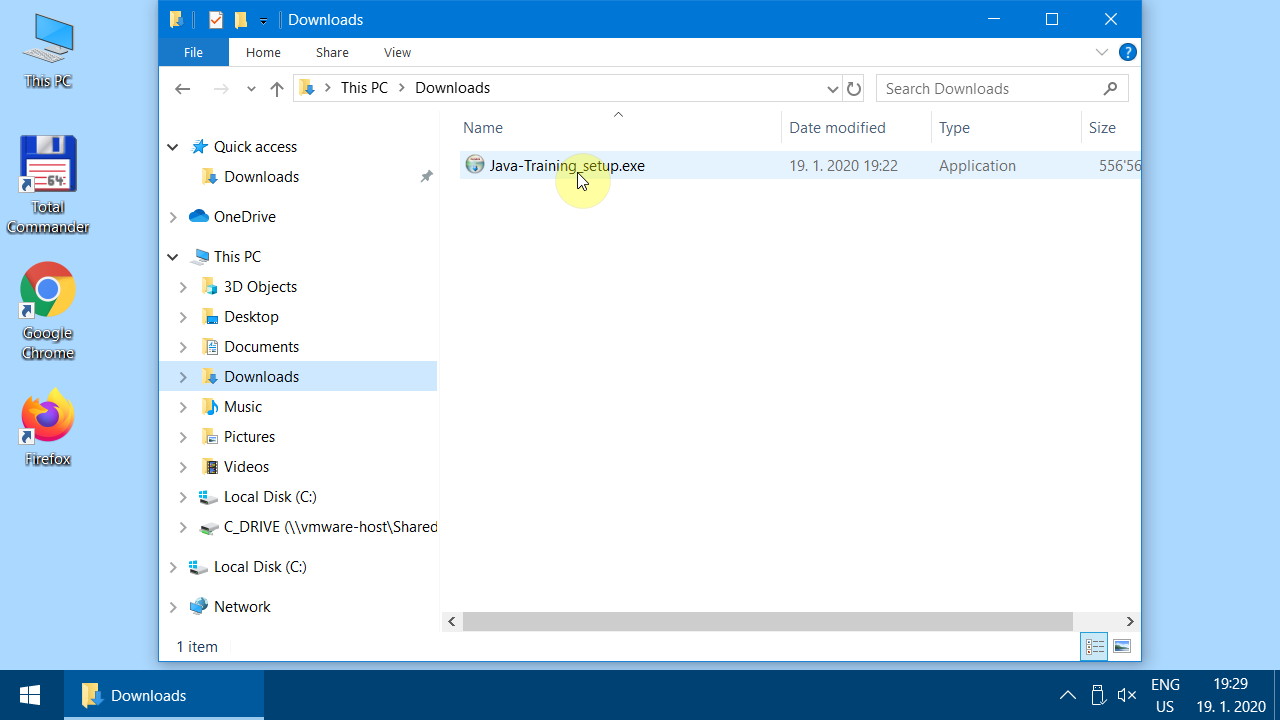 This PC
64
Total
Commander
Google
Chrome
Firefox
Downloads
File
Home
Share
View
?
This PC
Downloads
Search Downloads
Quick access
Downloads
OneDrive
This PC
3D Objects
Desktop
Documents
Downloads
Music
Pictures
Videos
Local Disk (C:)
C_DRIVE (\\vmware-host\Shared
Local Disk (C:)
Network
Name
Date modified
Type
Size
Java-Training_setup.exe
19. 1. 2020 19:22
Application
556'56
1 item
Downloads
ENG
US
19:29
19. 1. 2020